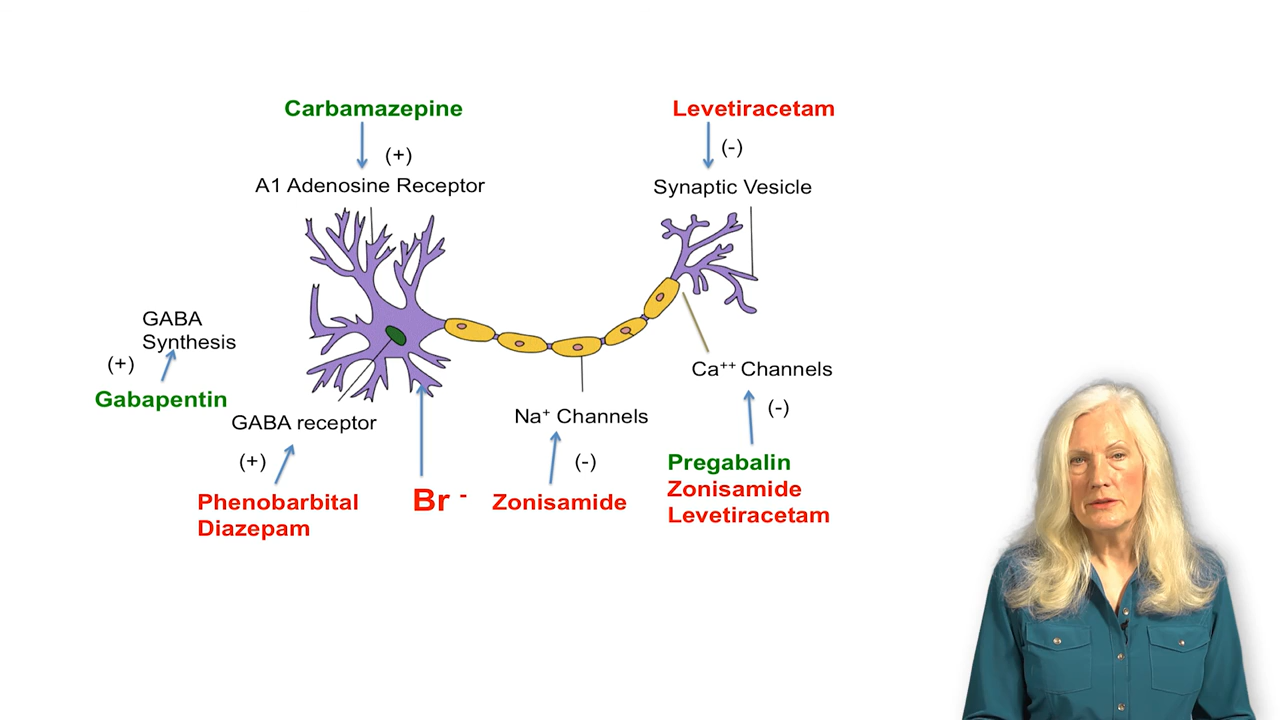 Carbamazepine
(+)
A1 Adenosine Receptor
Levetiracetam
(-)
Synaptic Vesicle
GABA
Synthesis
(+)
Gabapentin
GABA receptor
(+)
Phenobarbital
Diazepam
Br -
Na⁺ Channels
(-)
Zonisamide
Ca⁺⁺ Channels
(-)
Pregabalin
Zonisamide
Levetiracetam